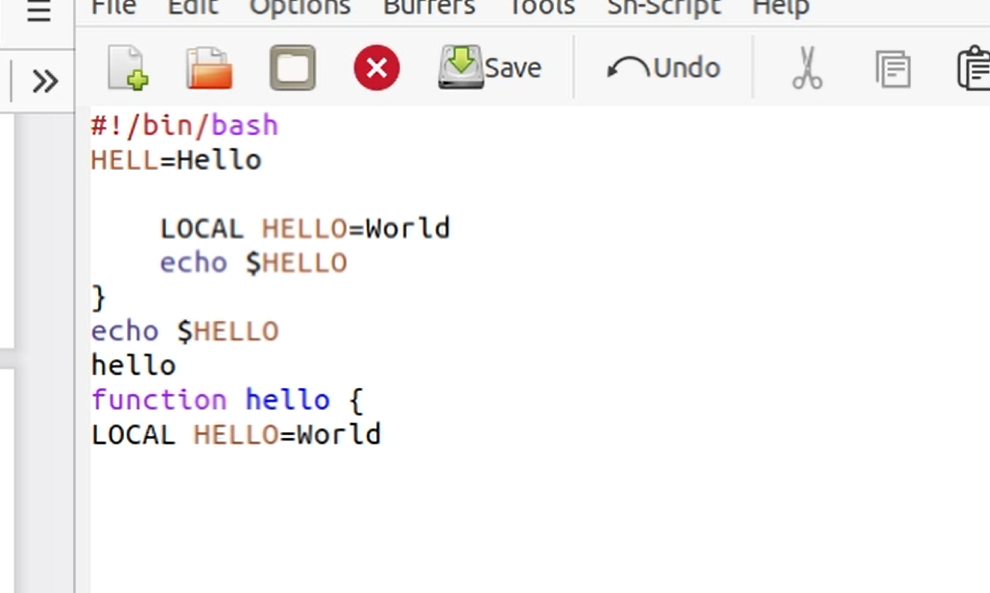 File Edit Options Buffers Tools Sh-Script Help
Save Undo
#!/bin/bash
HELL=Hello
LOCAL HELLO=World
echo $HELLO
}
echo $HELLO
hello
function hello {
LOCAL HELLO=World